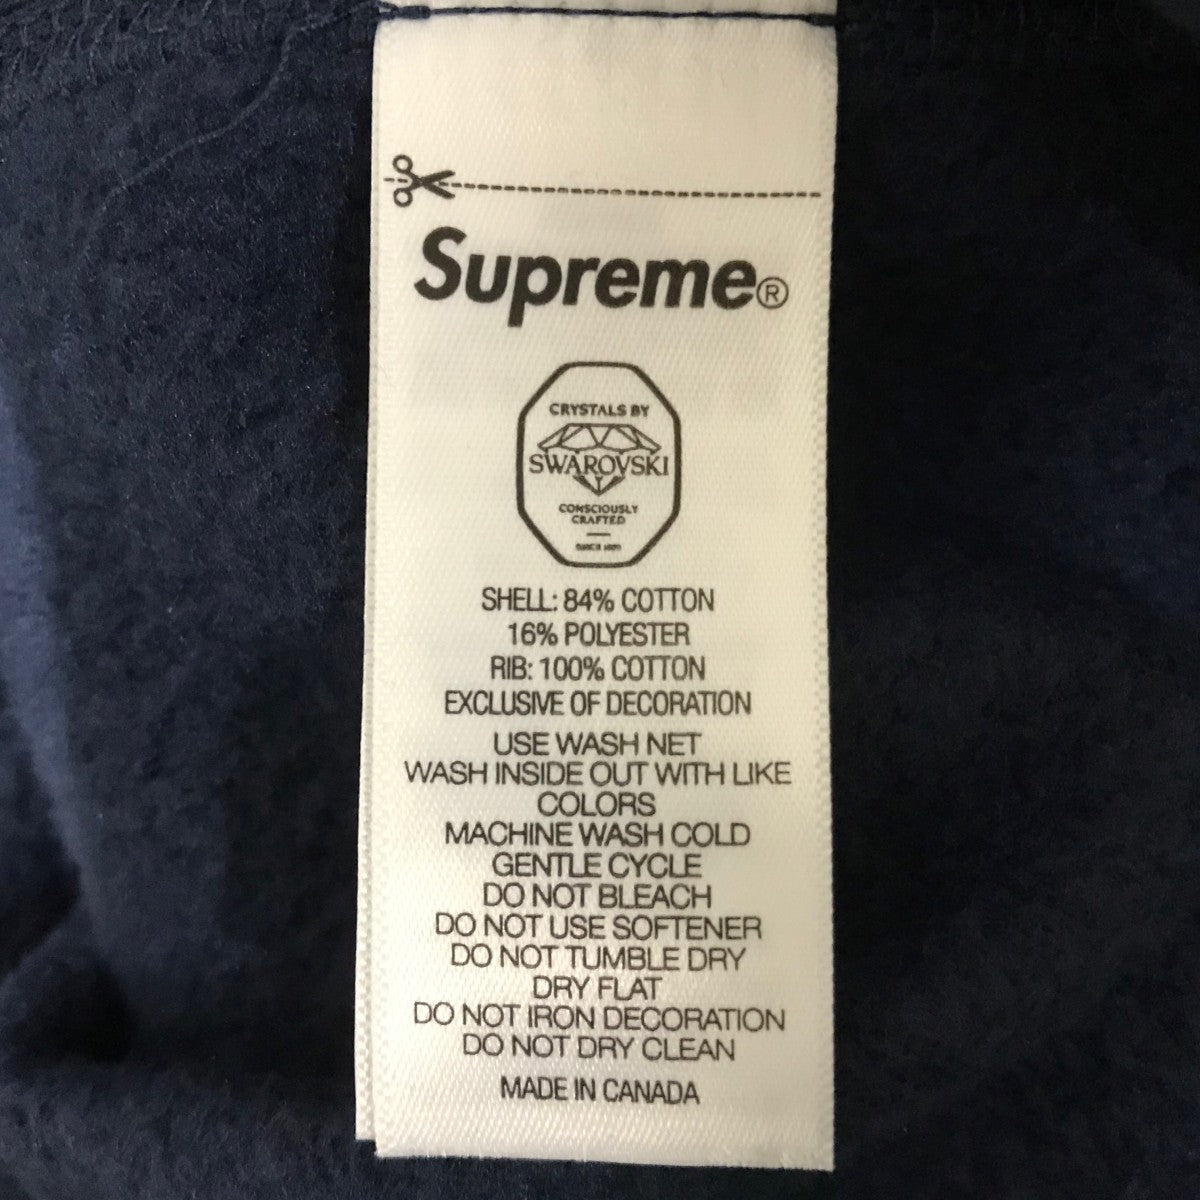 Supreme®
CRYSTALS BY
SWAROVSKI
CONSCIOUSLY
CRAFTED
SINCE 1895
SHELL: 84% COTTON
16% POLYESTER
RIB: 100% COTTON
EXCLUSIVE OF DECORATION
USE WASH NET
WASH INSIDE OUT WITH LIKE
COLORS
MACHINE WASH COLD
GENTLE CYCLE
DO NOT BLEACH
DO NOT USE SOFTENER
DO NOT TUMBLE DRY
DRY FLAT
DO NOT IRON DECORATION
DO NOT DRY CLEAN
MADE IN CANADA